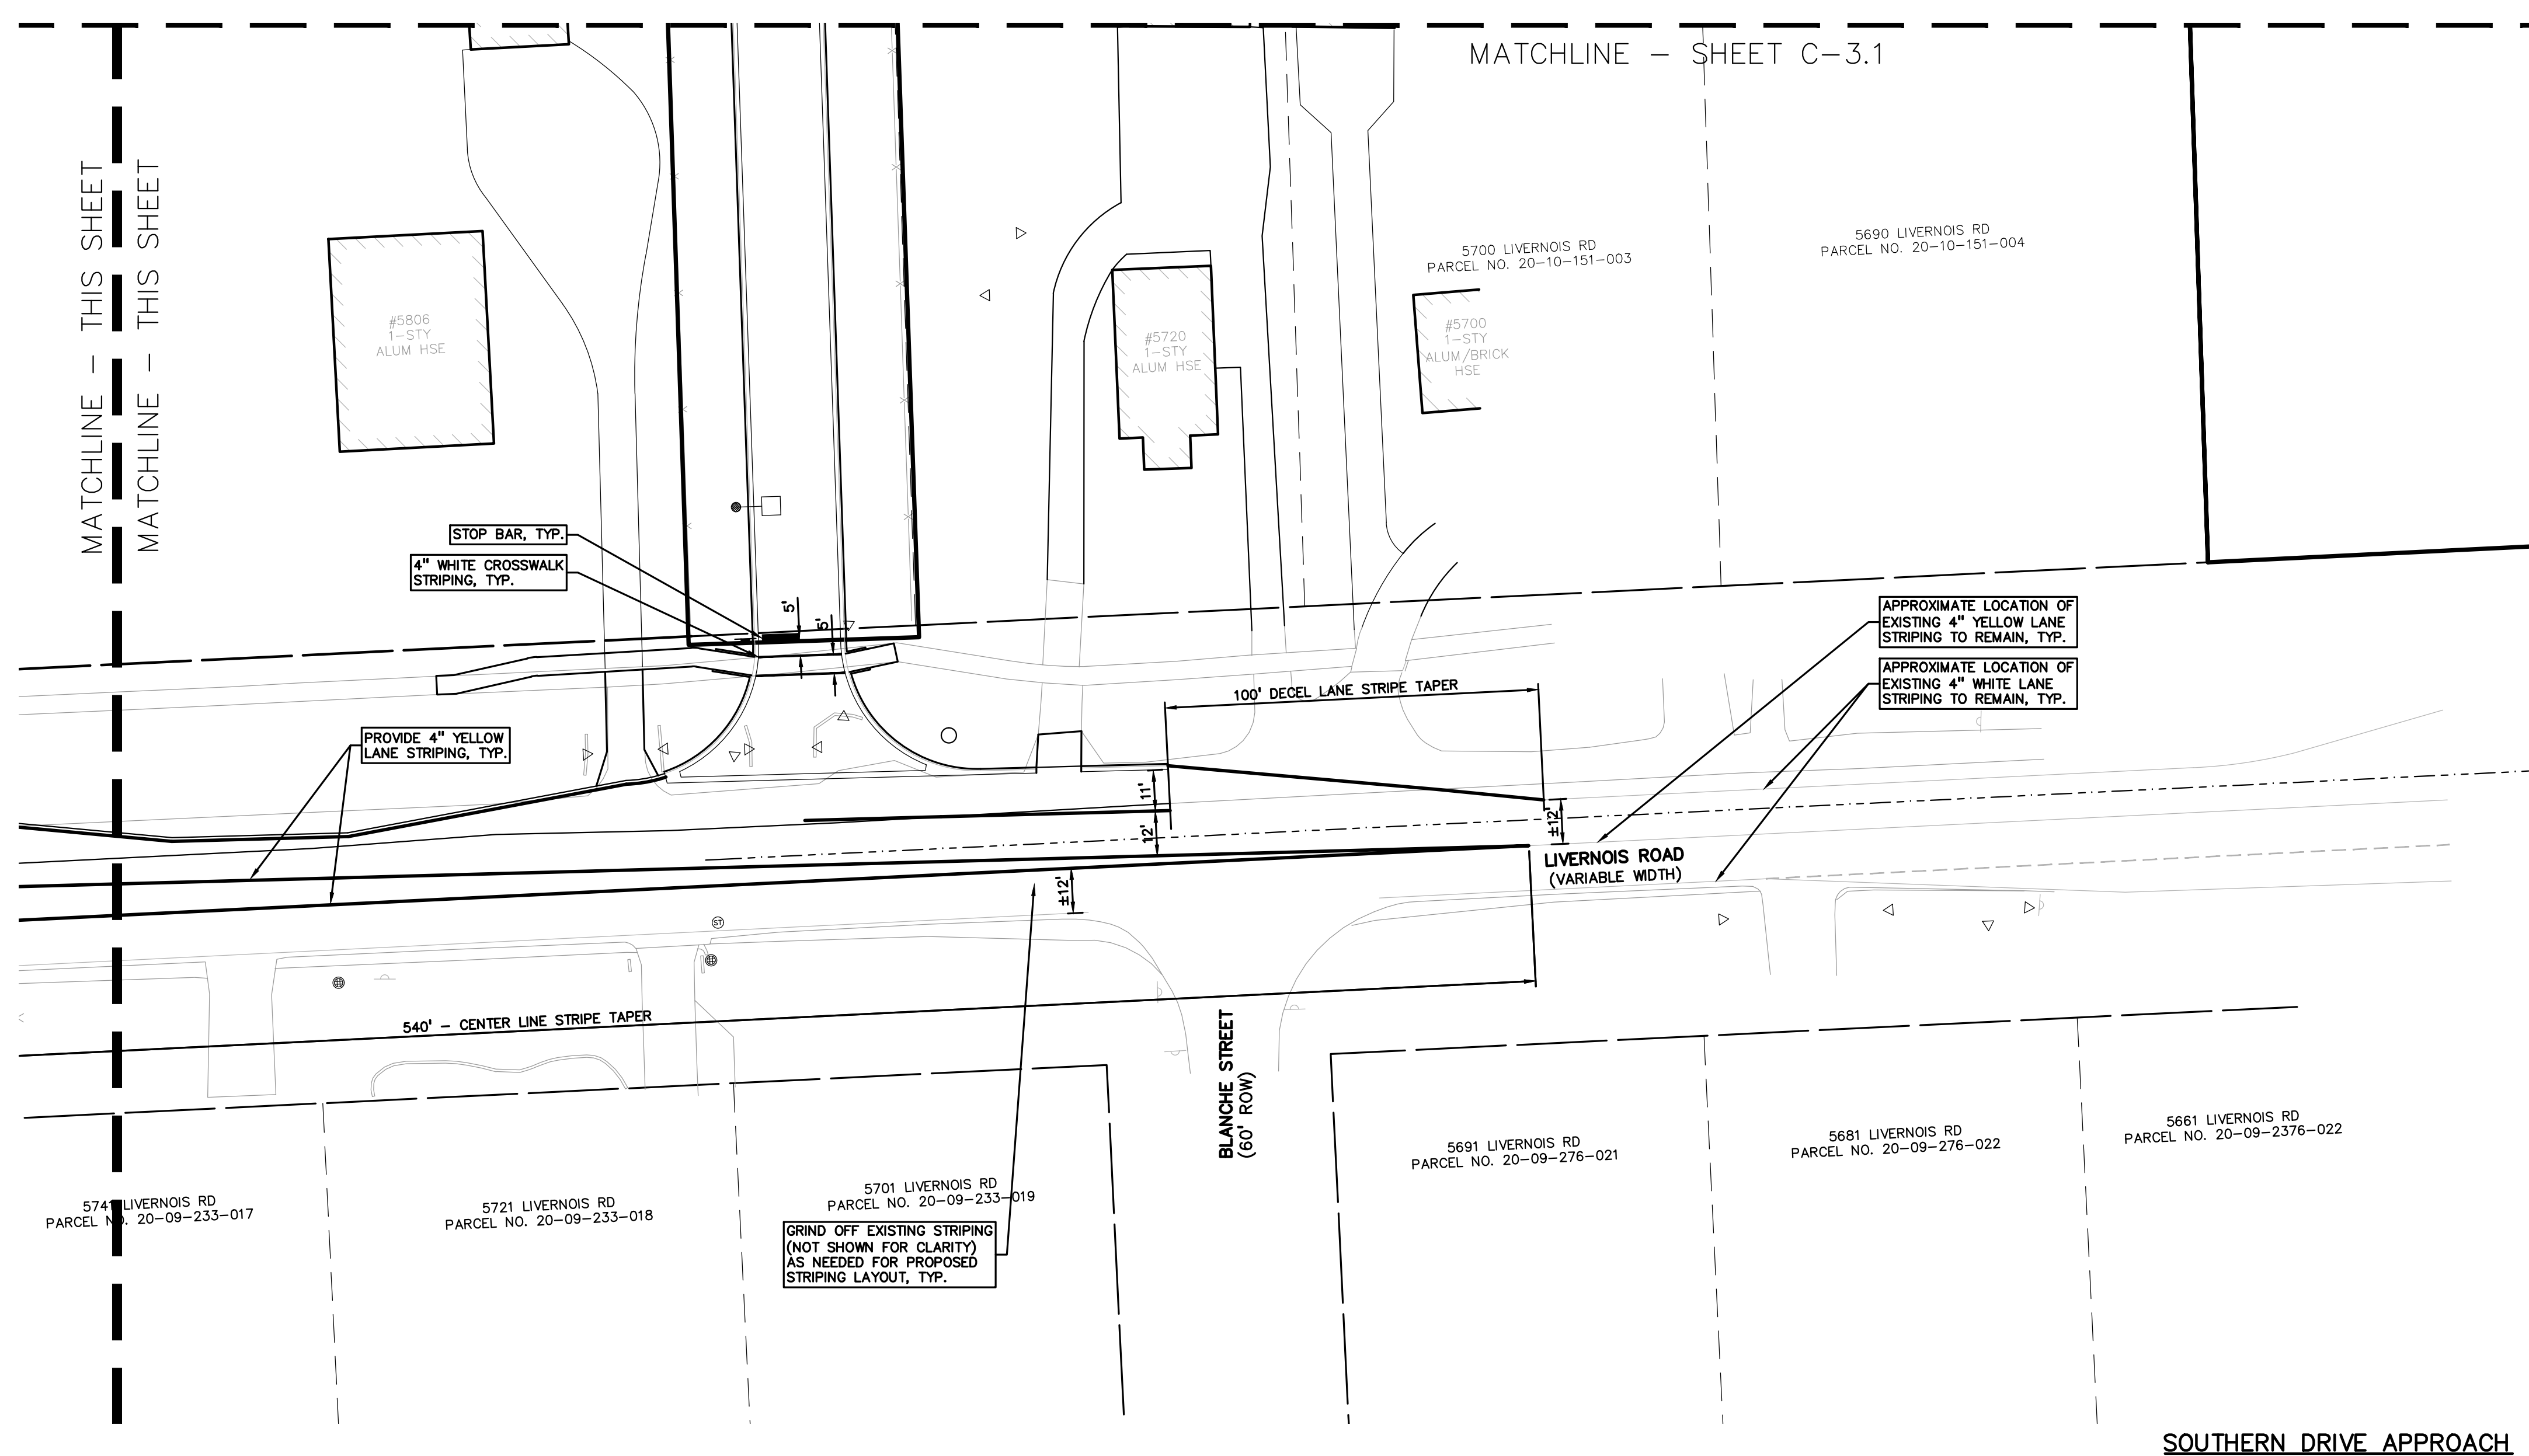 MATCHLINE - SHEET C-3.1
MATCHLINE - THIS SHEET
MATCHLINE - THIS SHEET
5700 LIVERNOIS RD
PARCEL NO. 20-10-151-003
5690 LIVERNOIS RD
PARCEL NO. 20-10-151-004
#5806
1-STY
ALUM HSE
#5720
1-STY
ALUM HSE
#5700
1-STY
ALUM/BRICK
HSE
STOP BAR, TYP.
4" WHITE CROSSWALK
STRIPING, TYP.
5'
5'
APPROXIMATE LOCATION OF
EXISTING 4" YELLOW LANE
STRIPING TO REMAIN, TYP.
APPROXIMATE LOCATION OF
EXISTING 4" WHITE LANE
STRIPING TO REMAIN, TYP.
100' DECEL LANE STRIPE TAPER
PROVIDE 4" YELLOW
LANE STRIPING, TYP.
11'
12'
±12'
±12'
LIVERNOIS ROAD
(VARIABLE WIDTH)
ST
540' - CENTER LINE STRIPE TAPER
BLANCHE STREET
(60' ROW)
5741 LIVERNOIS RD
PARCEL NO. 20-09-233-017
5721 LIVERNOIS RD
PARCEL NO. 20-09-233-018
5701 LIVERNOIS RD
PARCEL NO. 20-09-233-019
5691 LIVERNOIS RD
PARCEL NO. 20-09-276-021
5681 LIVERNOIS RD
PARCEL NO. 20-09-276-022
5661 LIVERNOIS RD
PARCEL NO. 20-09-2376-022
GRIND OFF EXISTING STRIPING
(NOT SHOWN FOR CLARITY)
AS NEEDED FOR PROPOSED
STRIPING LAYOUT, TYP.
SOUTHERN DRIVE APPROACH